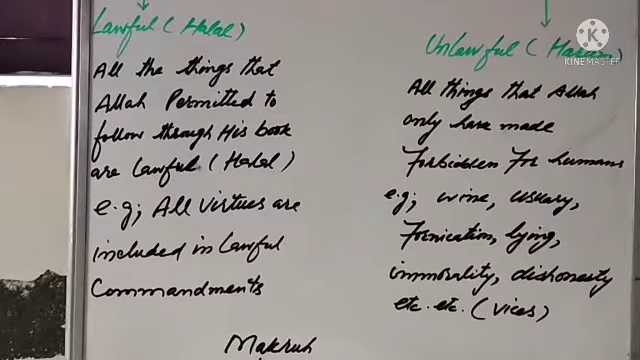 Lawful (Halal)
All the things that
Allah Permitted to
follow through His book
are lawful (Halal)
e.g; All virtues are
included in Lawful
Commandments
Unlawful (Haram)
KINEMASTER
All things that Allah
only have made
Forbidden for humans
e.g; wine, usury,
Fornication, lying,
immorality, dishonesty
etc. etc. (vices)
Makruh